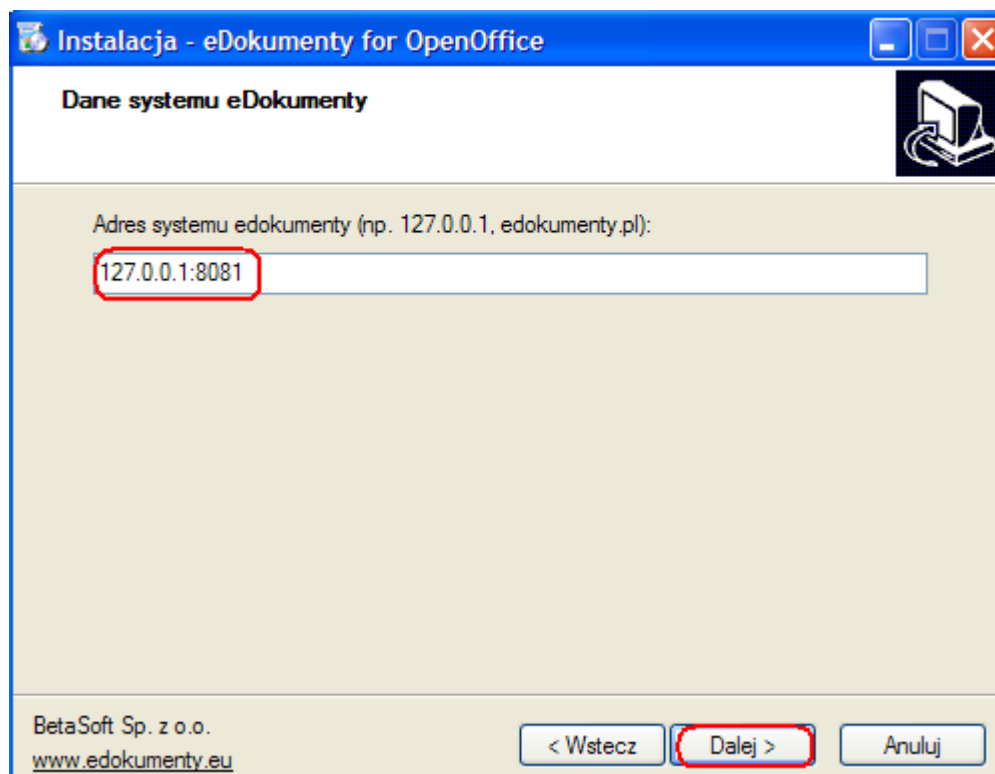 Instalacja - eDokumenty for OpenOffice
Dane systemu eDokumenty
Adres systemu edokumenty (np. 127.0.0.1, edokumenty.pl):
127.0.0.1:8081
BetaSoft Sp. z o.o.
www.edokumenty.eu
< Wstecz Dalej > Anuluj